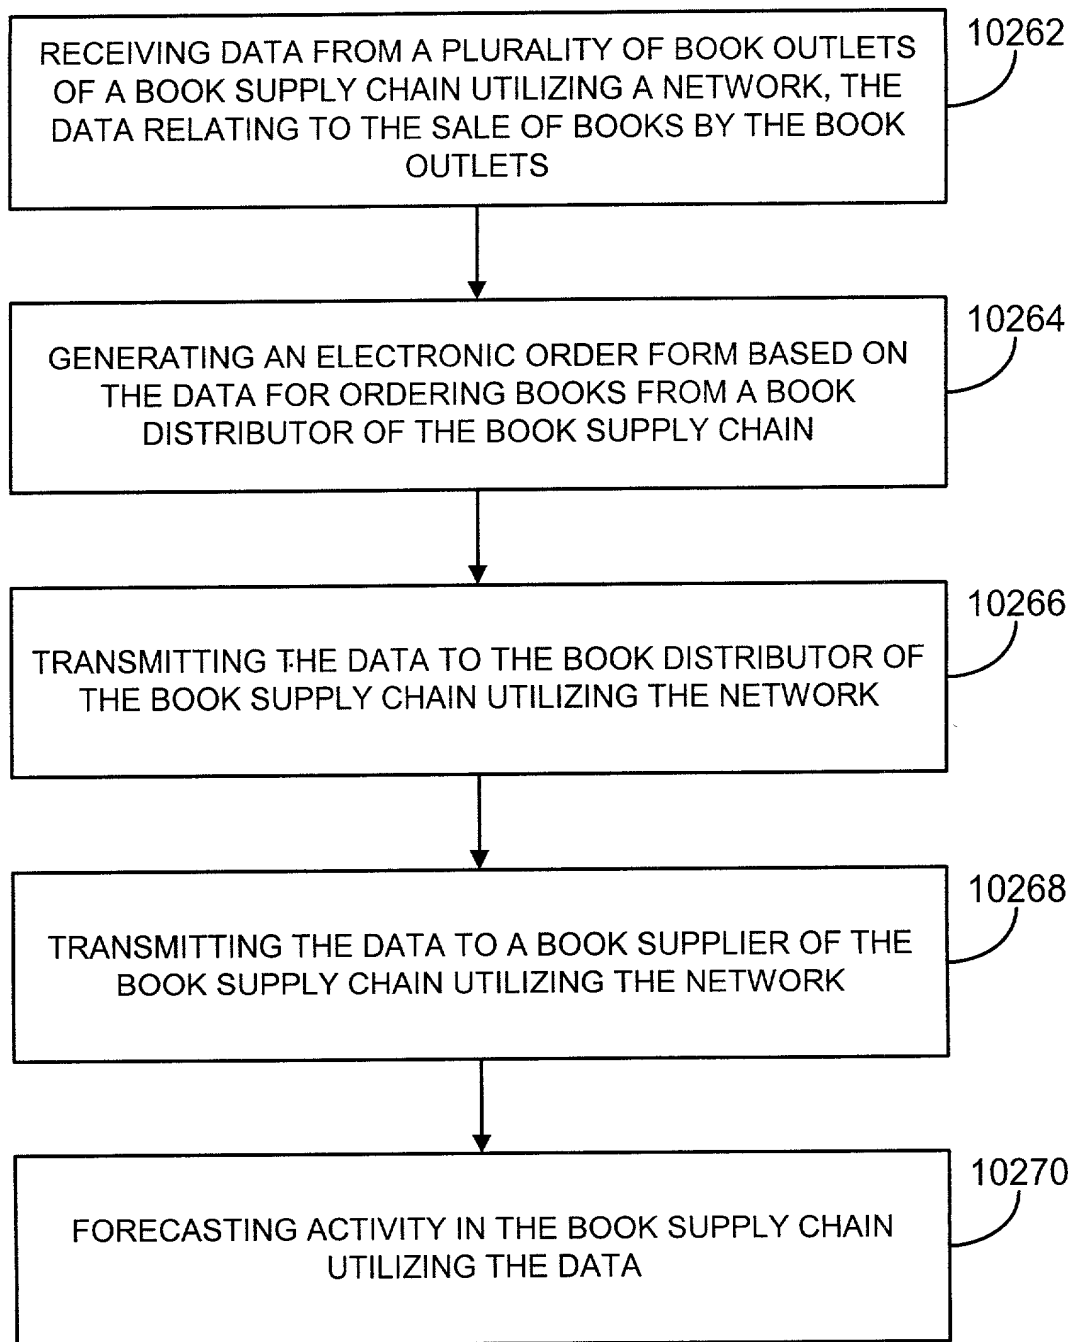 10262
RECEIVING DATA FROM A PLURALITY OF BOOK OUTLETS
OF A BOOK SUPPLY CHAIN UTILIZING A NETWORK, THE
DATA RELATING TO THE SALE OF BOOKS BY THE BOOK
OUTLETS
10264
GENERATING AN ELECTRONIC ORDER FORM BASED ON
THE DATA FOR ORDERING BOOKS FROM A BOOK
DISTRIBUTOR OF THE BOOK SUPPLY CHAIN
10266
TRANSMITTING THE DATA TO THE BOOK DISTRIBUTOR OF
THE BOOK SUPPLY CHAIN UTILIZING THE NETWORK
10268
TRANSMITTING THE DATA TO A BOOK SUPPLIER OF THE
BOOK SUPPLY CHAIN UTILIZING THE NETWORK
10270
FORECASTING ACTIVITY IN THE BOOK SUPPLY CHAIN
UTILIZING THE DATA